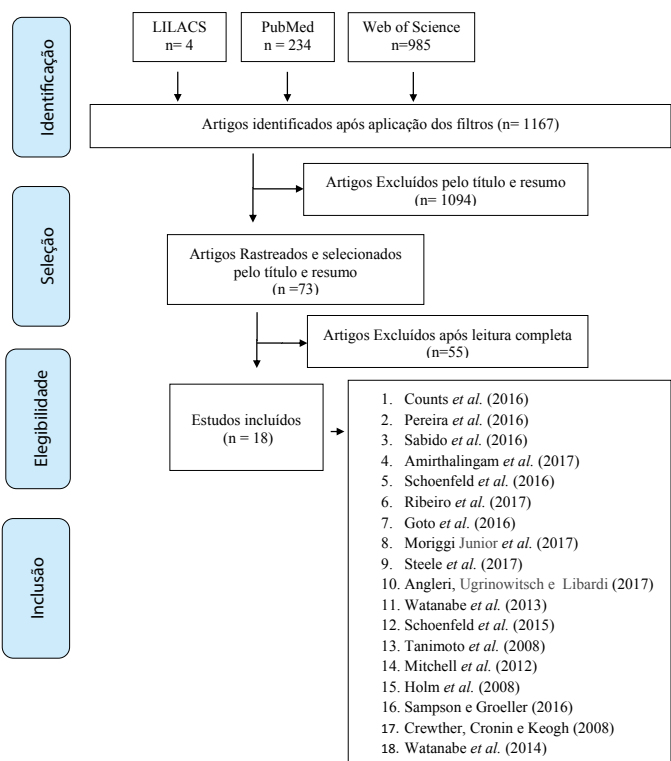 Identificação
LILACS
n= 4
PubMed
n = 234
Web of Science
n=985
Artigos identificados após aplicação dos filtros (n= 1167)
Artigos Excluídos pelo título e resumo
(n= 1094)
Seleção
Artigos Rastreados e selecionados
pelo título e resumo
(n =73)
Artigos Excluídos após leitura completa
(n=55)
Elegibilidade
Estudos incluídos
(n = 18)
1. Counts et al. (2016)
2. Pereira et al. (2016)
3. Sabido et al. (2016)
4. Amirthalingam et al. (2017)
5. Schoenfeld et al. (2016)
6. Ribeiro et al. (2017)
7. Goto et al. (2016)
8. Moriggi Junior et al. (2017)
9. Steele et al. (2017)
10. Angleri, Ugrinowitsch e Libardi (2017)
11. Watanabe et al. (2013)
12. Schoenfeld et al. (2015)
13. Tanimoto et al. (2008)
14. Mitchell et al. (2012)
15. Holm et al. (2008)
16. Sampson e Groeller (2016)
17. Crewther, Cronin e Keogh (2008)
18. Watanabe et al. (2014)
Inclusão